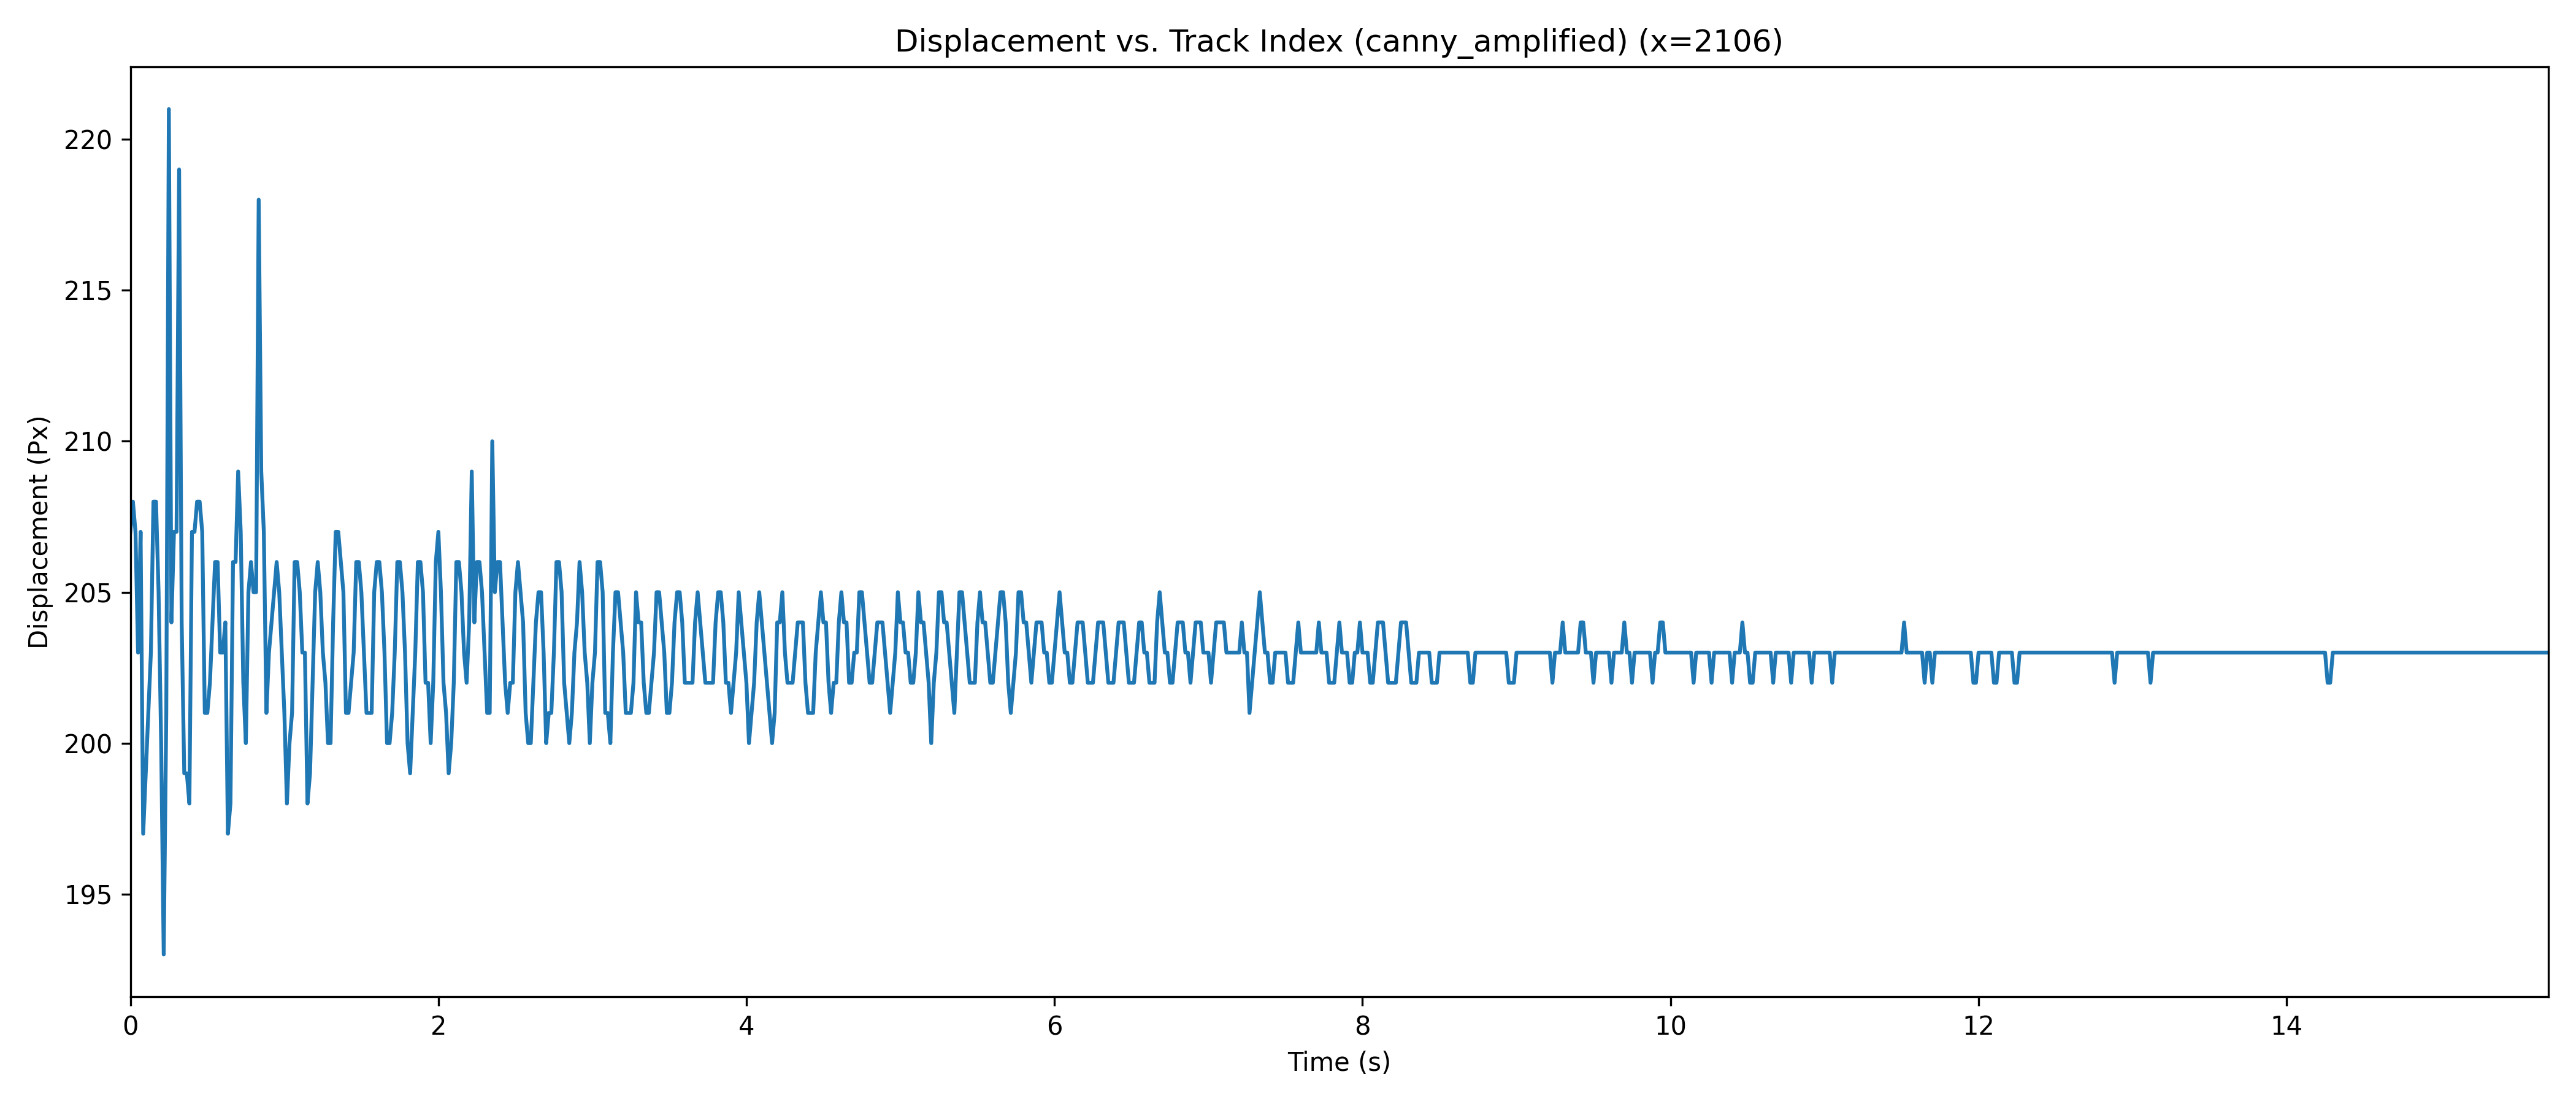 Displacement vs. Track Index (canny_amplified) (x=2106)
Displacement (Px)
220
215
210
205
200
195
0 2 4 6 8 10 12 14
Time (s)